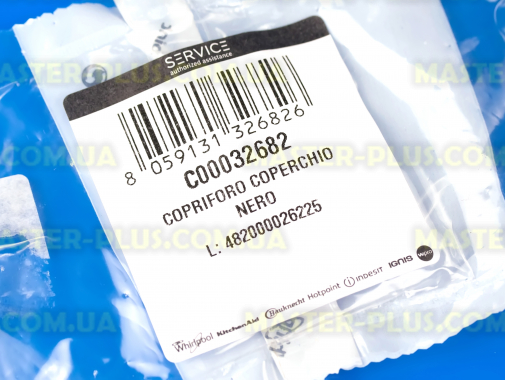 SERVICE
authorized assistance
8 059131 326826
C00032682
COPRIFORO COPERCHIO
NERO
L: 482000026225
Whirlpool KitchenAid Bauknecht Hotpoint INDESIT IGNIS wpro
MASTER-PLUS.COM.UA